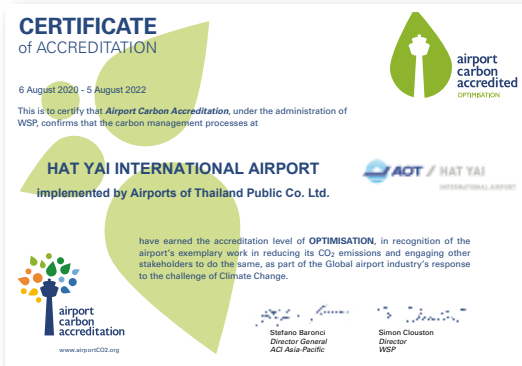 CERTIFICATE
of ACCREDITATION
airport
carbon
accredited
OPTIMISATION
6 August 2020 - 5 August 2022
This is to certify that Airport Carbon Accreditation, under the administration of
WSP, confirms that the carbon management processes at
HAT YAI INTERNATIONAL AIRPORT
implemented by Airports of Thailand Public Co. Ltd.
AOT / HAT YAI
INTERNATIONAL AIRPORT
have earned the accreditation level of OPTIMISATION, in recognition of the
airport's exemplary work in reducing its CO₂ emissions and engaging other
stakeholders to do the same, as part of the Global airport industry's response
to the challenge of Climate Change.
airport
carbon
accreditation
www.airportCO2.org
Stefano Baronci
Director General
ACI Asia-Pacific
Simon Clouston
Director
WSP